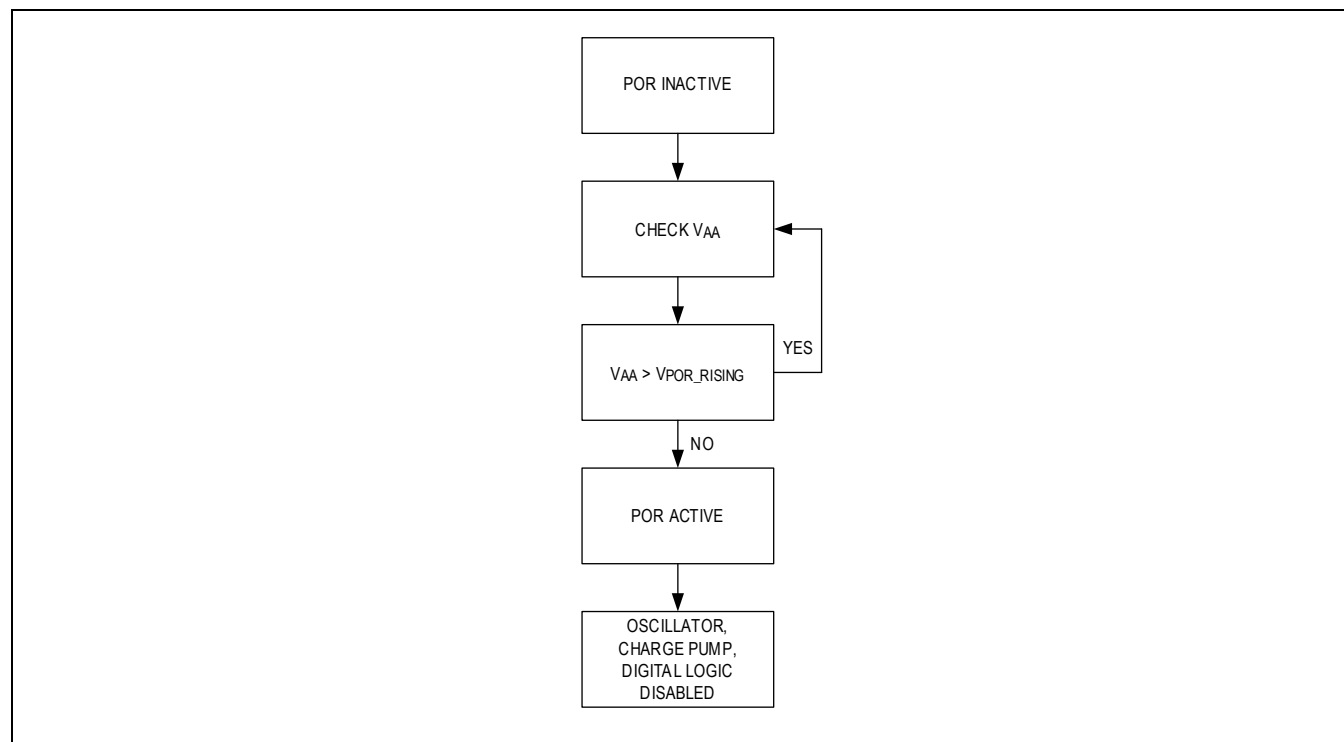 POR INACTIVE
CHECK VAA
YES
VAA > VPOR_RISING
NO
POR ACTIVE
OSCILLATOR,
CHARGE PUMP,
DIGITAL LOGIC
DISABLED